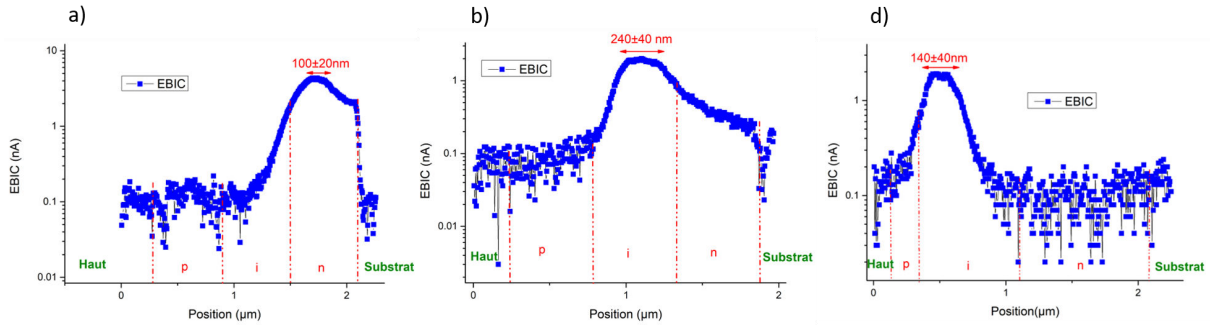 a)
EBIC (nA)
10
1
0.1
0.01
100±20nm
EBIC
Haut
p
i
n
Substrat
0
1
2
Position (µm)
b)
EBIC (nA)
1
0.1
0.01
240±40 nm
EBIC
Haut
p
i
n
Substrat
0
1
2
Position (µm)
d)
EBIC (nA)
1
0.1
140±40 nm
EBIC
Haut
p
i
n
Substrat
0
1
2
Position(µm)